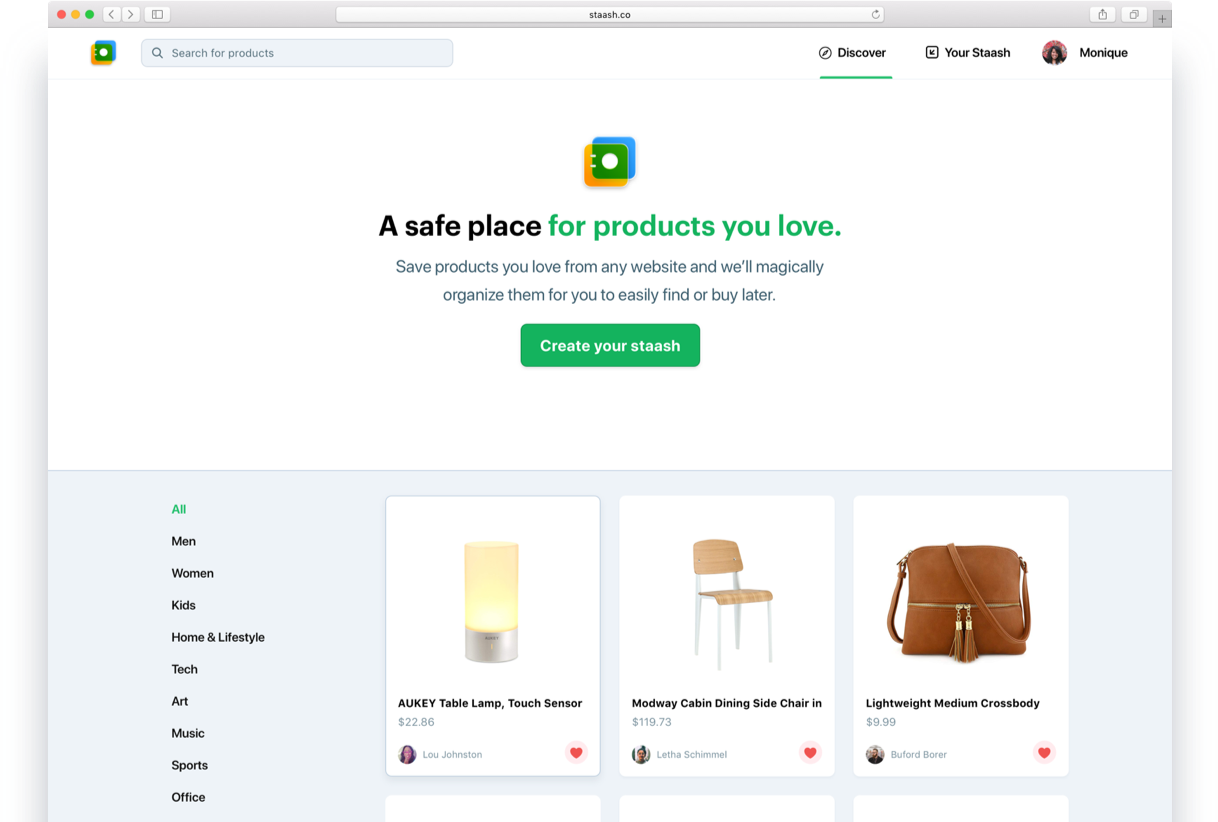 staash.co
Search for products
Discover
Your Staash
Monique
A safe place for products you love.
Save products you love from any website and we'll magically
organize them for you to easily find or buy later.
Create your staash
All
Men
Women
Kids
Home & Lifestyle
Tech
Art
Music
Sports
Office
AUKEY
AUKEY Table Lamp, Touch Sensor
$22.86
Lou Johnston
Modway Cabin Dining Side Chair in
$119.73
Letha Schimmel
Lightweight Medium Crossbody
$9.99
Buford Borer